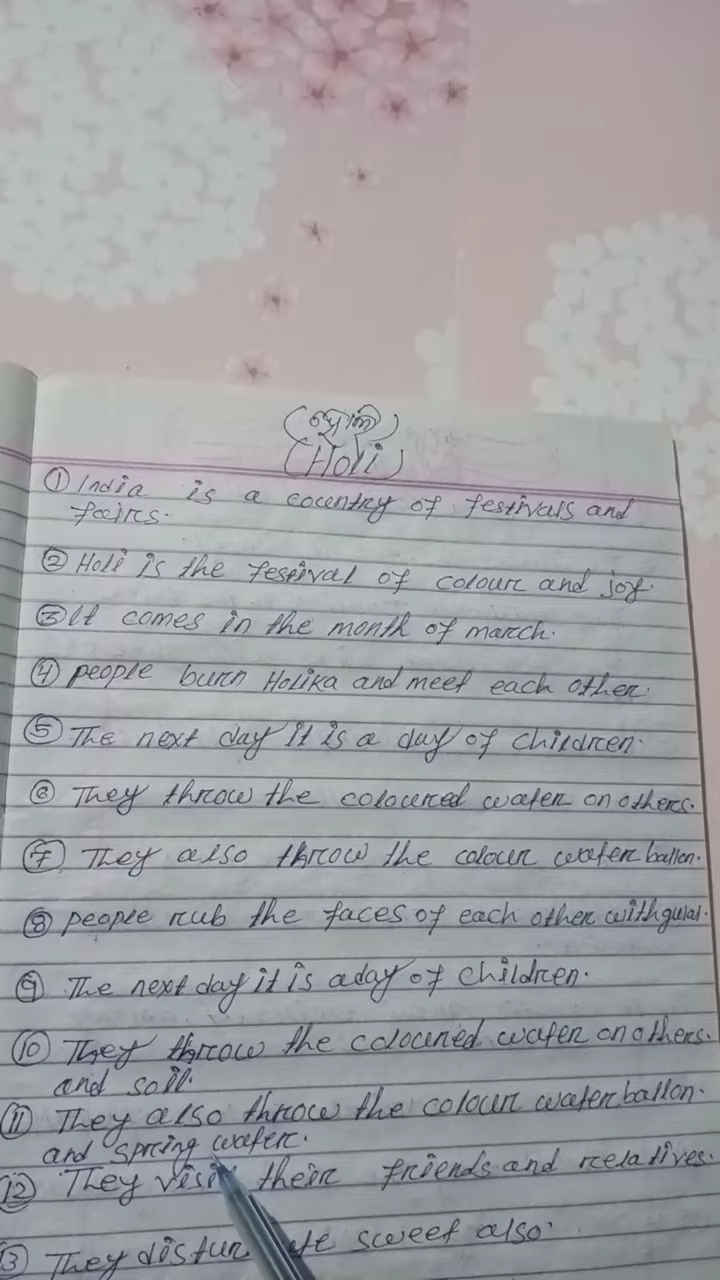 (ହୋଲି)
(Holi)
① India is a country of festivals and
fairs.
② Holi is the festival of colour and joy.
③ It comes in the month of march.
④ people burn Holika and meet each other.
⑤ The next day it is a day of children.
⑥ They throw the coloured water on others.
⑦ They also throw the colour water ballon.
⑧ people rub the faces of each other with gulal.
⑨ The next day it is a day of children.
⑩ They throw the coloured water on others.
and soil.
⑪ They also throw the colour water ballon.
and spring water.
⑫ They visit their friends and relatives.
⑬ They sweet also.